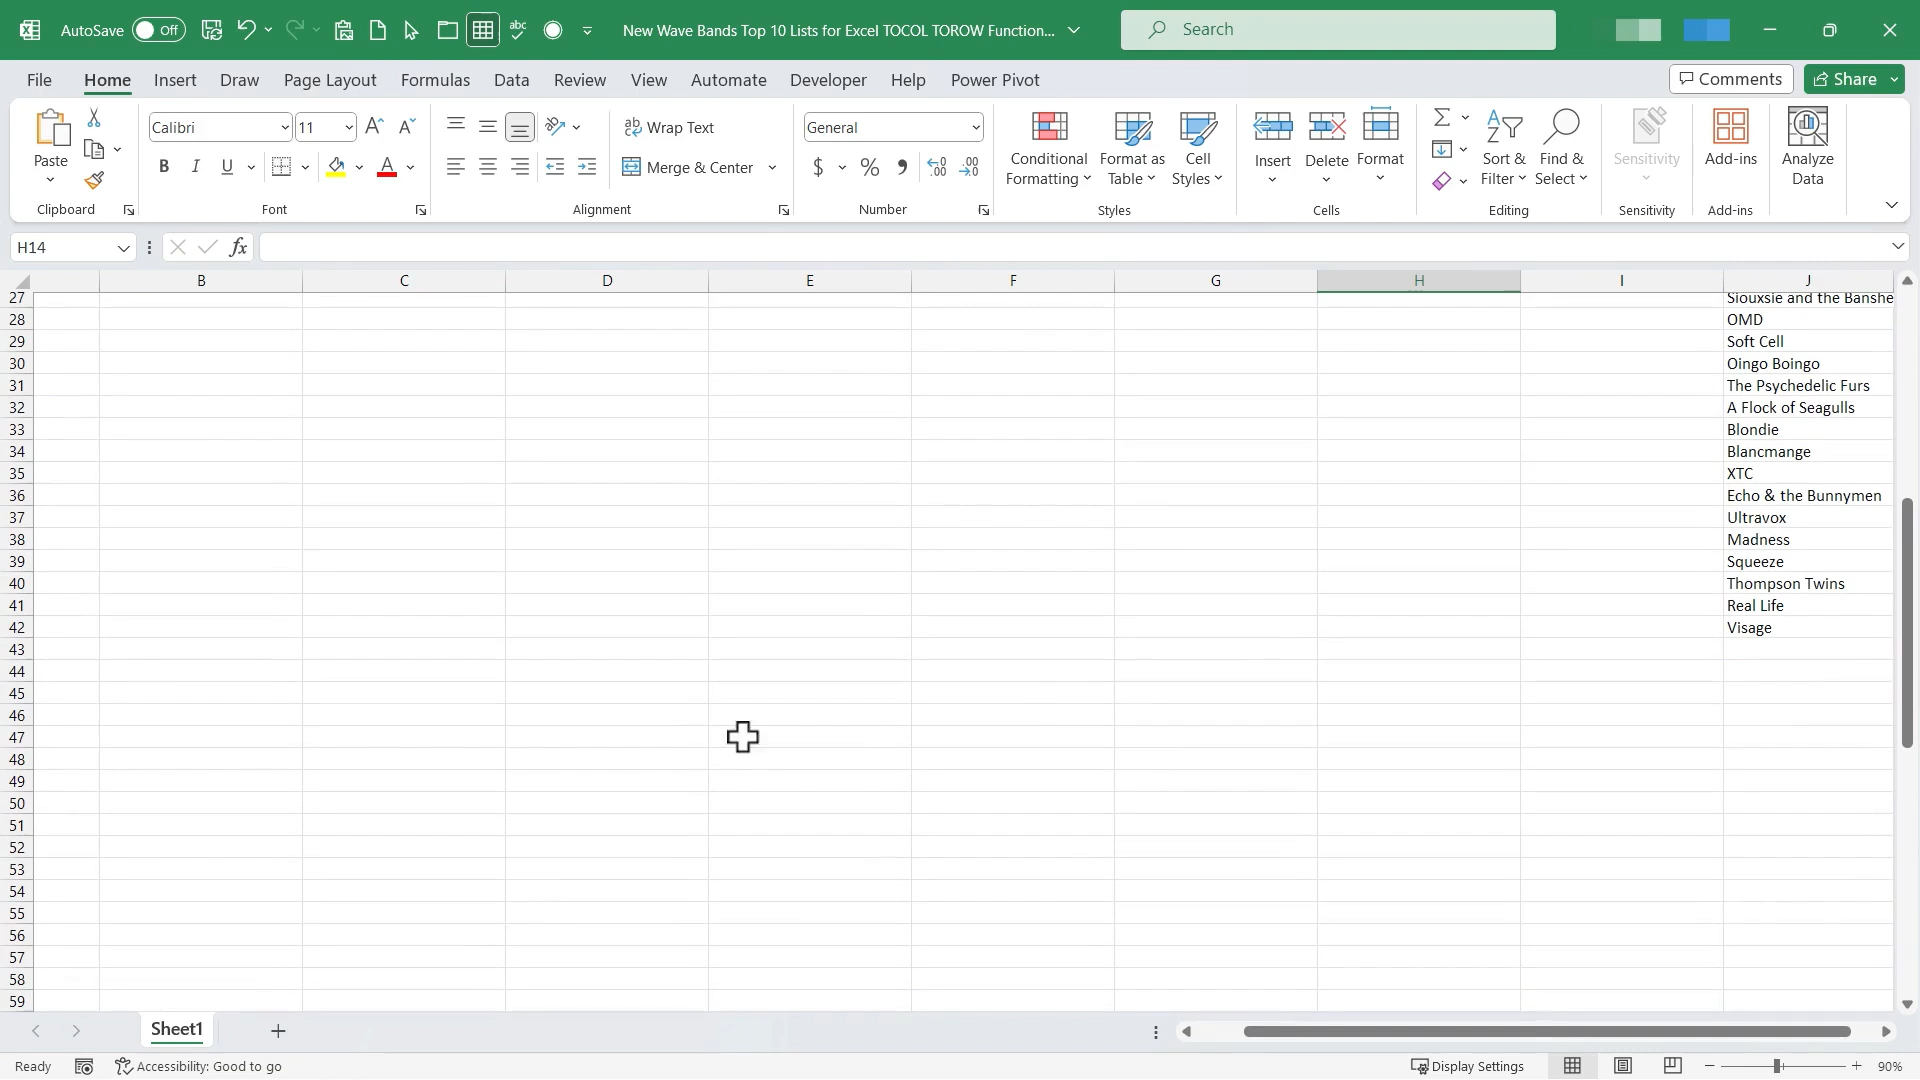 AutoSave Off
New Wave Bands Top 10 Lists for Excel TOCOL TOROW Function...
Search
File Home Insert Draw Page Layout Formulas Data Review View Automate Developer Help Power Pivot
Comments Share
Paste
Clipboard
Calibri 11
B I U
Font
Wrap Text
Merge & Center
Alignment
General
$ % 9
Number
Conditional Formatting
Format as Table
Cell Styles
Styles
Insert Delete Format
Cells
Sort & Filter
Find & Select
Editing
Sensitivity
Sensitivity
Add-ins
Add-ins
Analyze Data
H14
fx
B C D E F G H I J
27 Siouxsie and the Banshe
28 OMD
29 Soft Cell
30 Oingo Boingo
31 The Psychedelic Furs
32 A Flock of Seagulls
33 Blondie
34 Blancmange
35 XTC
36 Echo & the Bunnymen
37 Ultravox
38 Madness
39 Squeeze
40 Thompson Twins
41 Real Life
42 Visage
43
44
45
46
47
48
49
50
51
52
53
54
55
56
57
58
59
Sheet1
Ready
Accessibility: Good to go
Display Settings
90%